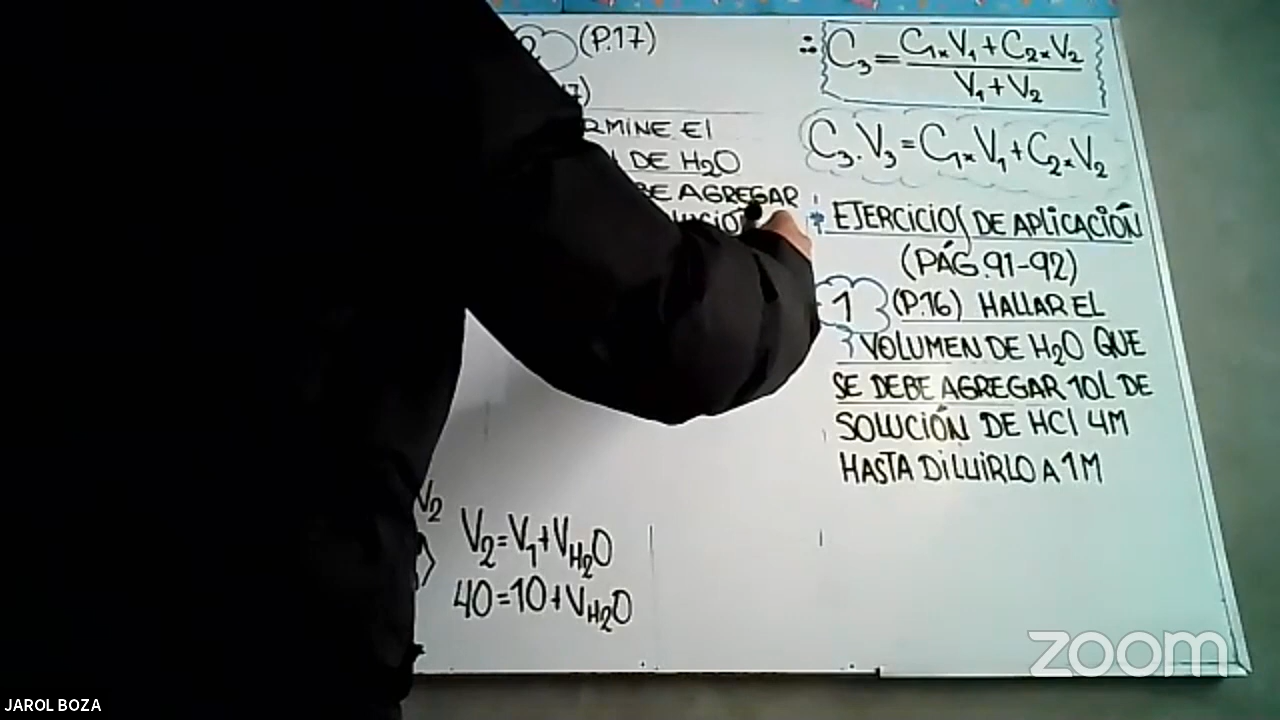 (P.17)
RMINE El
DE H2O
BE AGREGAR
V2
V2=V1+VH2O
40=10+VH2O
∴ C3=C1×V1+C2×V2
V1+V2
C3.V3=C1×V1+C2×V2
* EJERCICIOS DE APLICACIÓN
(PÁG.91-92)
1 (P.16) HALLAR EL
VOLUMEN DE H2O QUE
SE DEBE AGREGAR 10L DE
SOLUCIÓN DE HCl 4M
HASTA DILUIRLO A 1M
zoom
JAROL BOZA